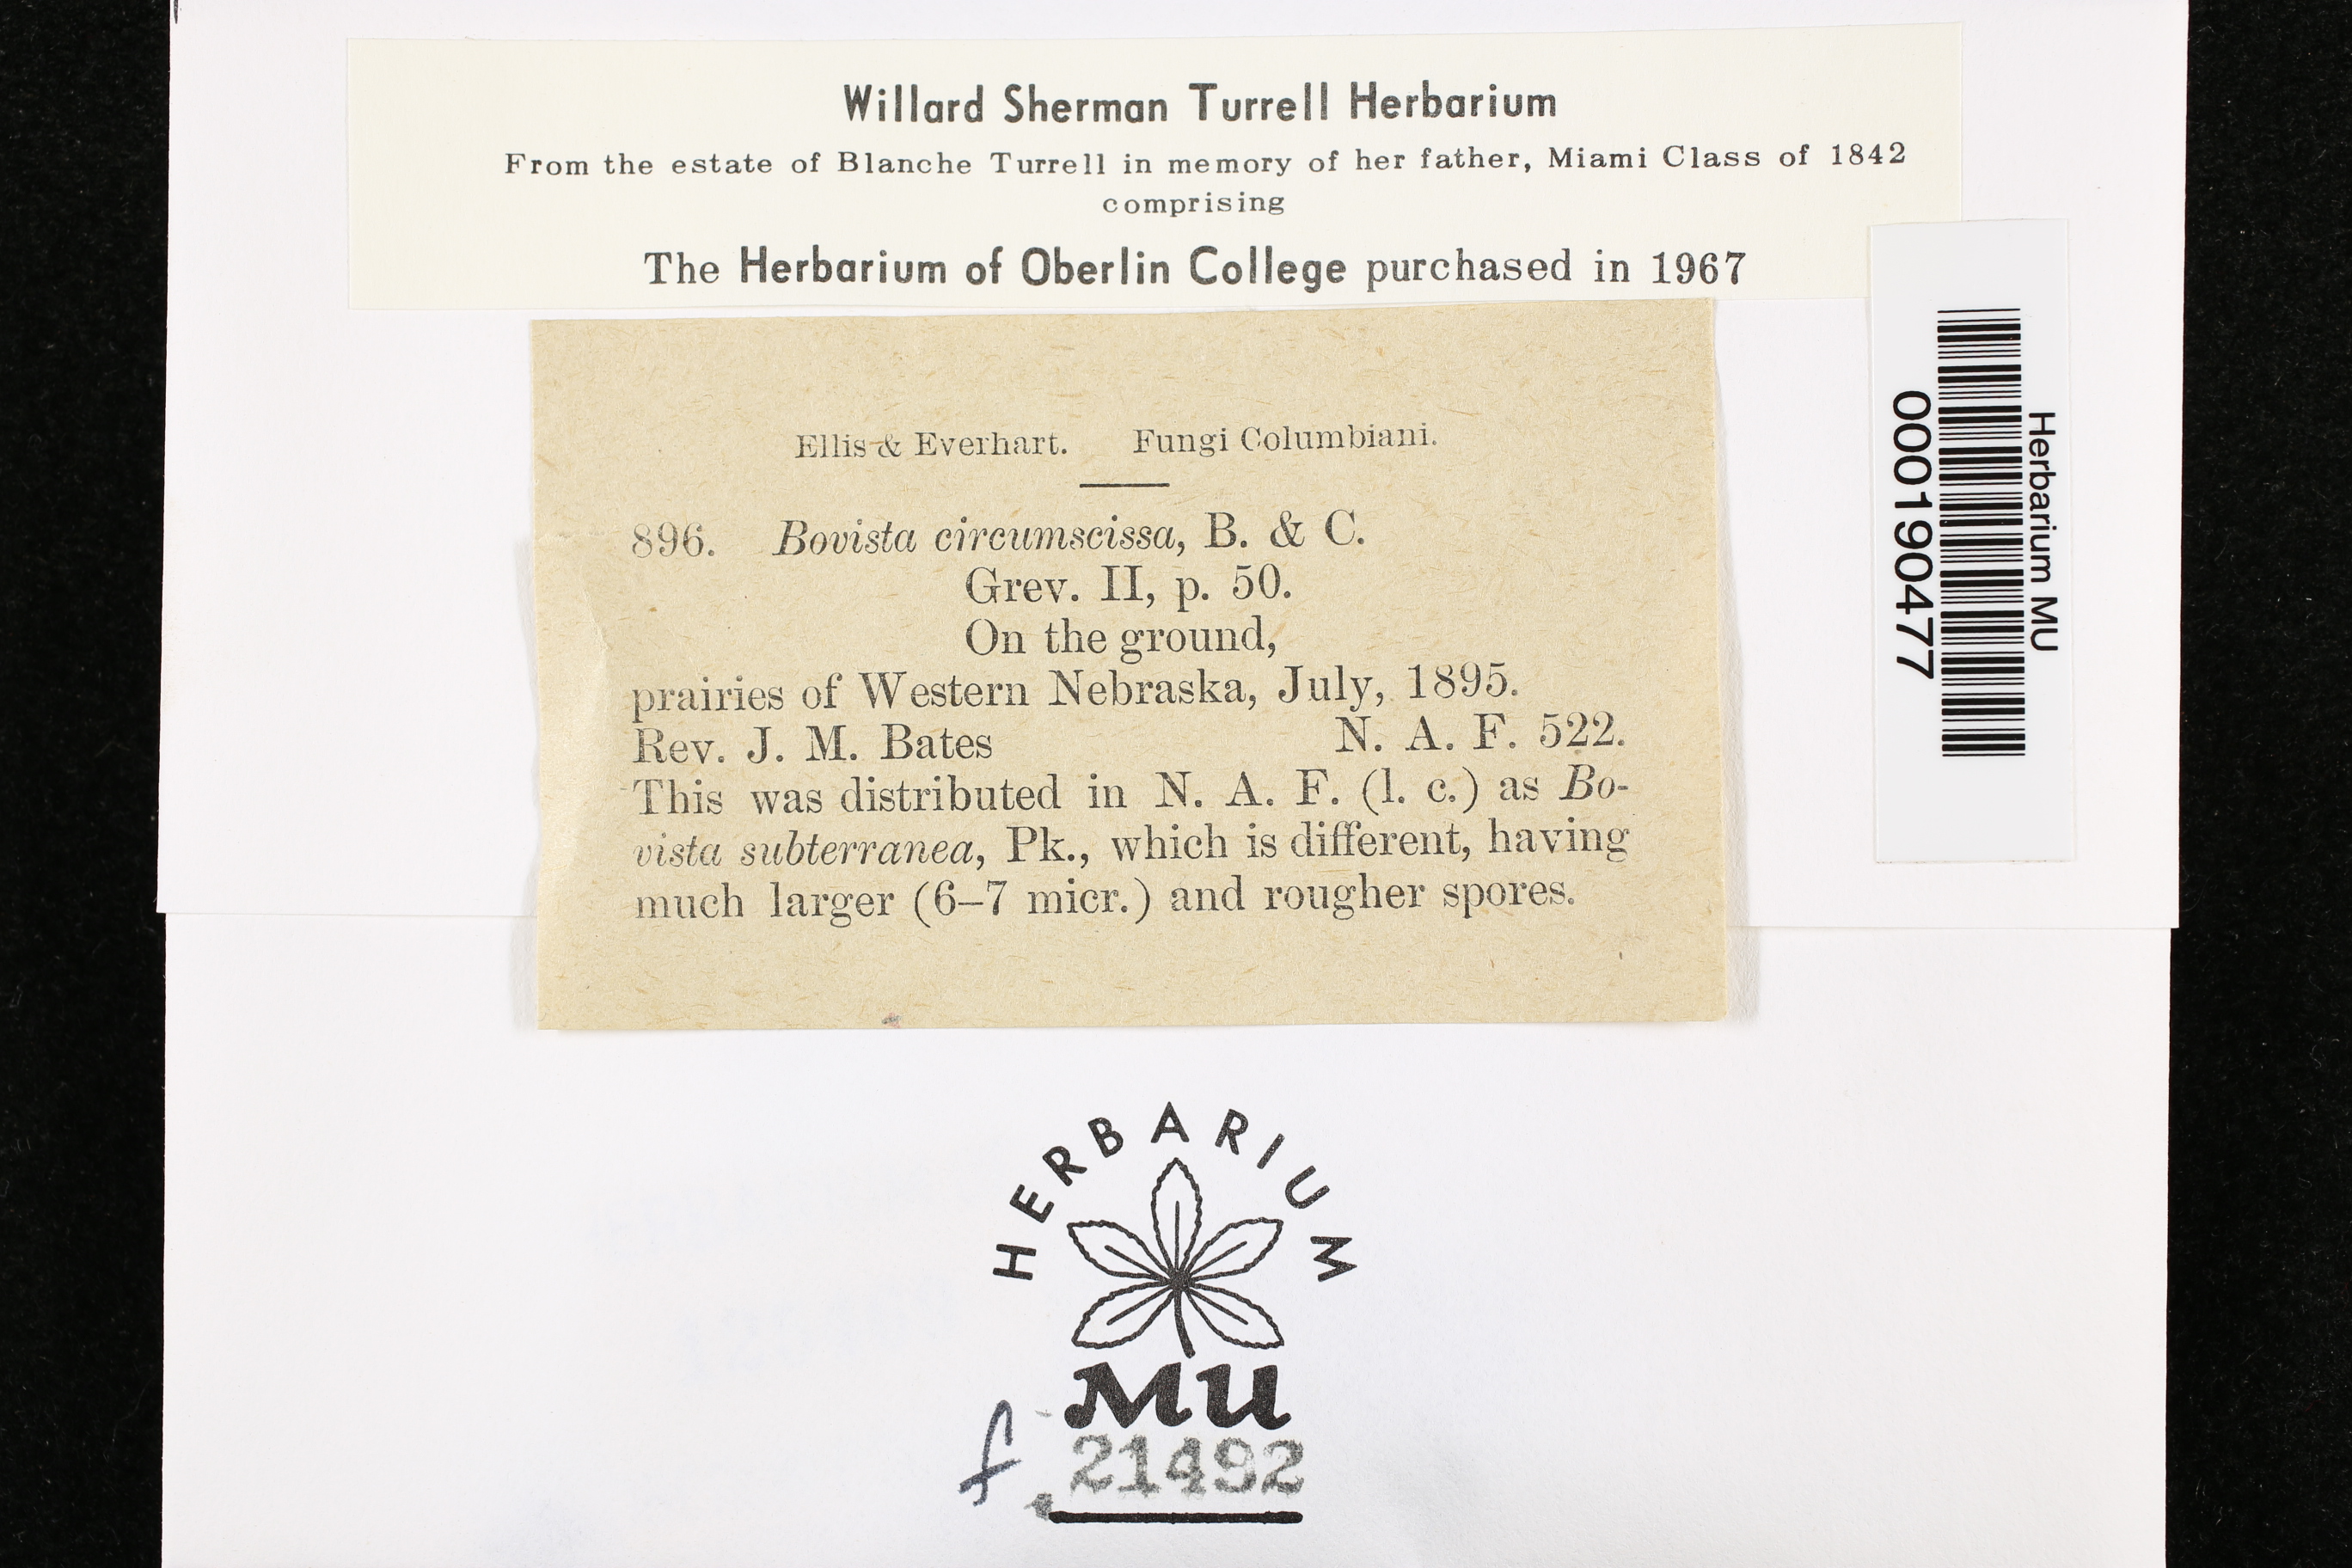 Willard Sherman Turrell Herbarium
From the estate of Blanche Turrell in memory of her father, Miami Class of 1842
comprising
The Herbarium of Oberlin College purchased in 1967
Herbarium MU
000190477
Ellis & Everhart. Fungi Columbiani.
896. Bovista circumscissa, B. & C.
Grev. II, p. 50.
On the ground,
prairies of Western Nebraska, July, 1895.
Rev. J. M. Bates N. A. F. 522.
This was distributed in N. A. F. (l. c.) as Bo-
vista subterranea, Pk., which is different, having
much larger (6–7 micr.) and rougher spores.
HERBARIUM
MU
f. 21492